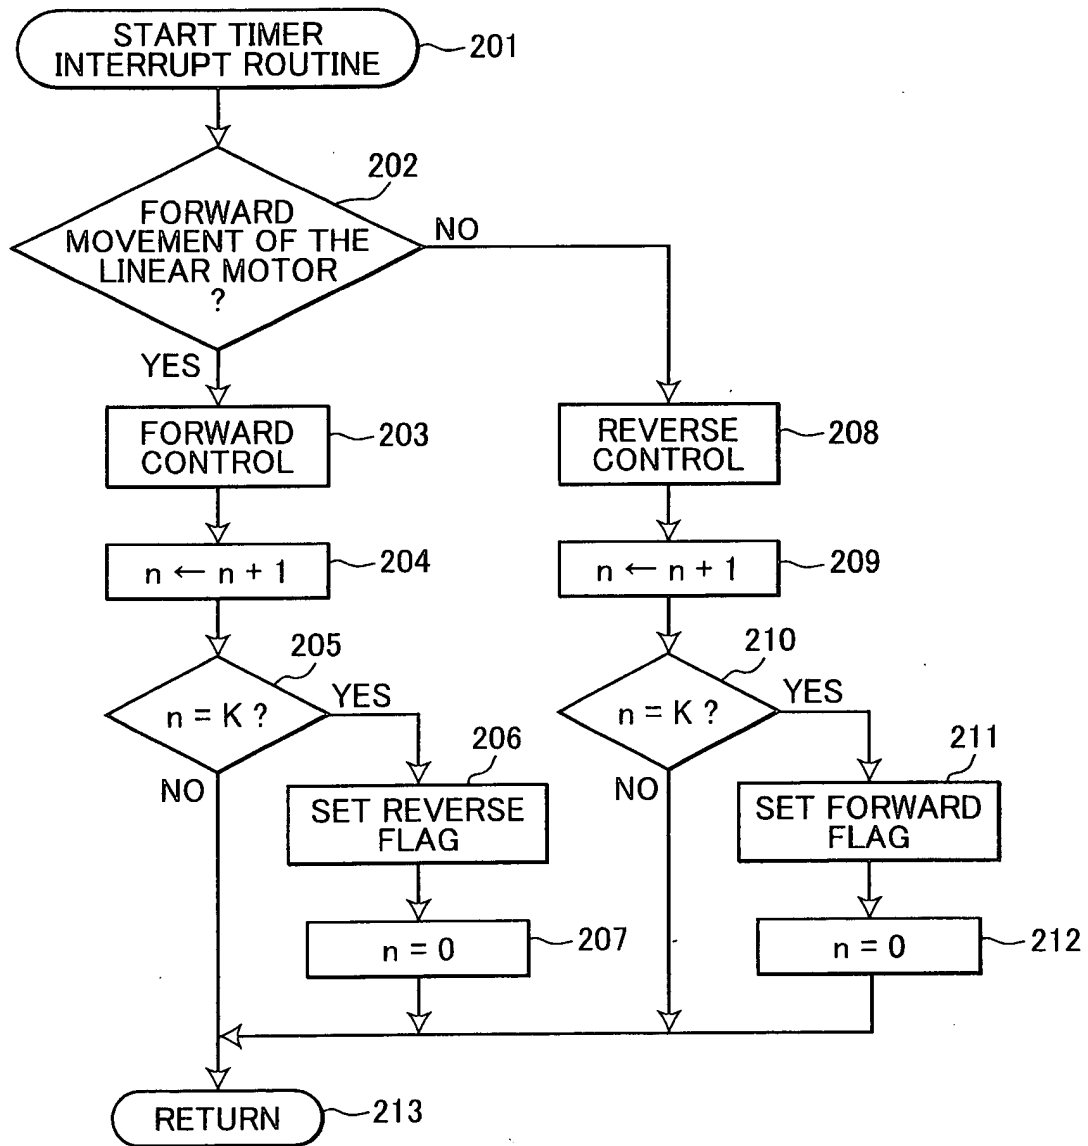 START TIMER
INTERRUPT ROUTINE
201
202
FORWARD
MOVEMENT OF THE
LINEAR MOTOR
?
NO
YES
FORWARD
CONTROL
203
REVERSE
CONTROL
208
n ← n + 1
204
n ← n + 1
209
205
n = K ?
YES
NO
210
n = K ?
YES
NO
206
SET REVERSE
FLAG
211
SET FORWARD
FLAG
n = 0
207
n = 0
212
RETURN
213